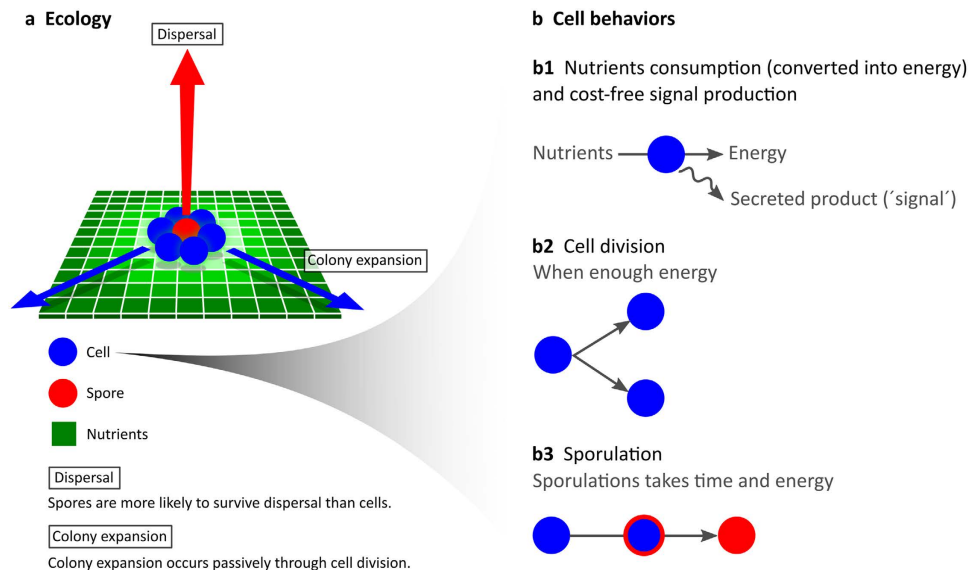 a Ecology
Dispersal
Colony expansion
Cell
Spore
Nutrients
Dispersal
Spores are more likely to survive dispersal than cells.
Colony expansion
Colony expansion occurs passively through cell division.
b Cell behaviors
b1 Nutrients consumption (converted into energy)
and cost-free signal production
Nutrients
Energy
Secreted product (´signal´)
b2 Cell division
When enough energy
b3 Sporulation
Sporulations takes time and energy